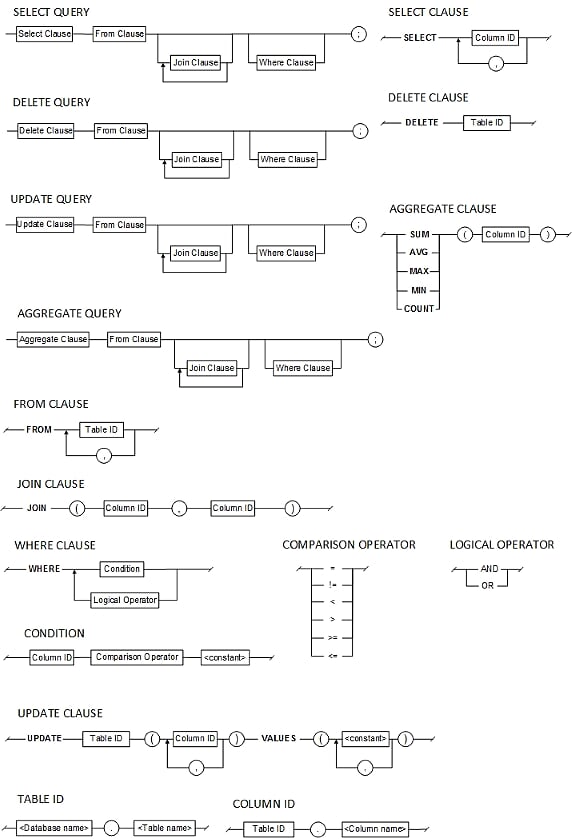 SELECT QUERY
Select Clause From Clause ;
Join Clause Where Clause
SELECT CLAUSE
SELECT Column ID
,
DELETE QUERY
Delete Clause From Clause ;
Join Clause Where Clause
DELETE CLAUSE
DELETE Table ID
UPDATE QUERY
Update Clause From Clause ;
Join Clause Where Clause
AGGREGATE CLAUSE
SUM ( Column ID )
AVG
MAX
MIN
COUNT
AGGREGATE QUERY
Aggregate Clause From Clause ;
Join Clause Where Clause
FROM CLAUSE
FROM Table ID
,
JOIN CLAUSE
JOIN ( Column ID , Column ID )
WHERE CLAUSE
WHERE Condition
Logical Operator
COMPARISON OPERATOR
=
!=
<
>
>=
<=
LOGICAL OPERATOR
AND
OR
CONDITION
Column ID Comparison Operator <constant>
UPDATE CLAUSE
UPDATE Table ID ( Column ID ) VALUES ( <constant> )
, ,
TABLE ID
<Database name> . <Table name>
COLUMN ID
Table ID . <Column name>